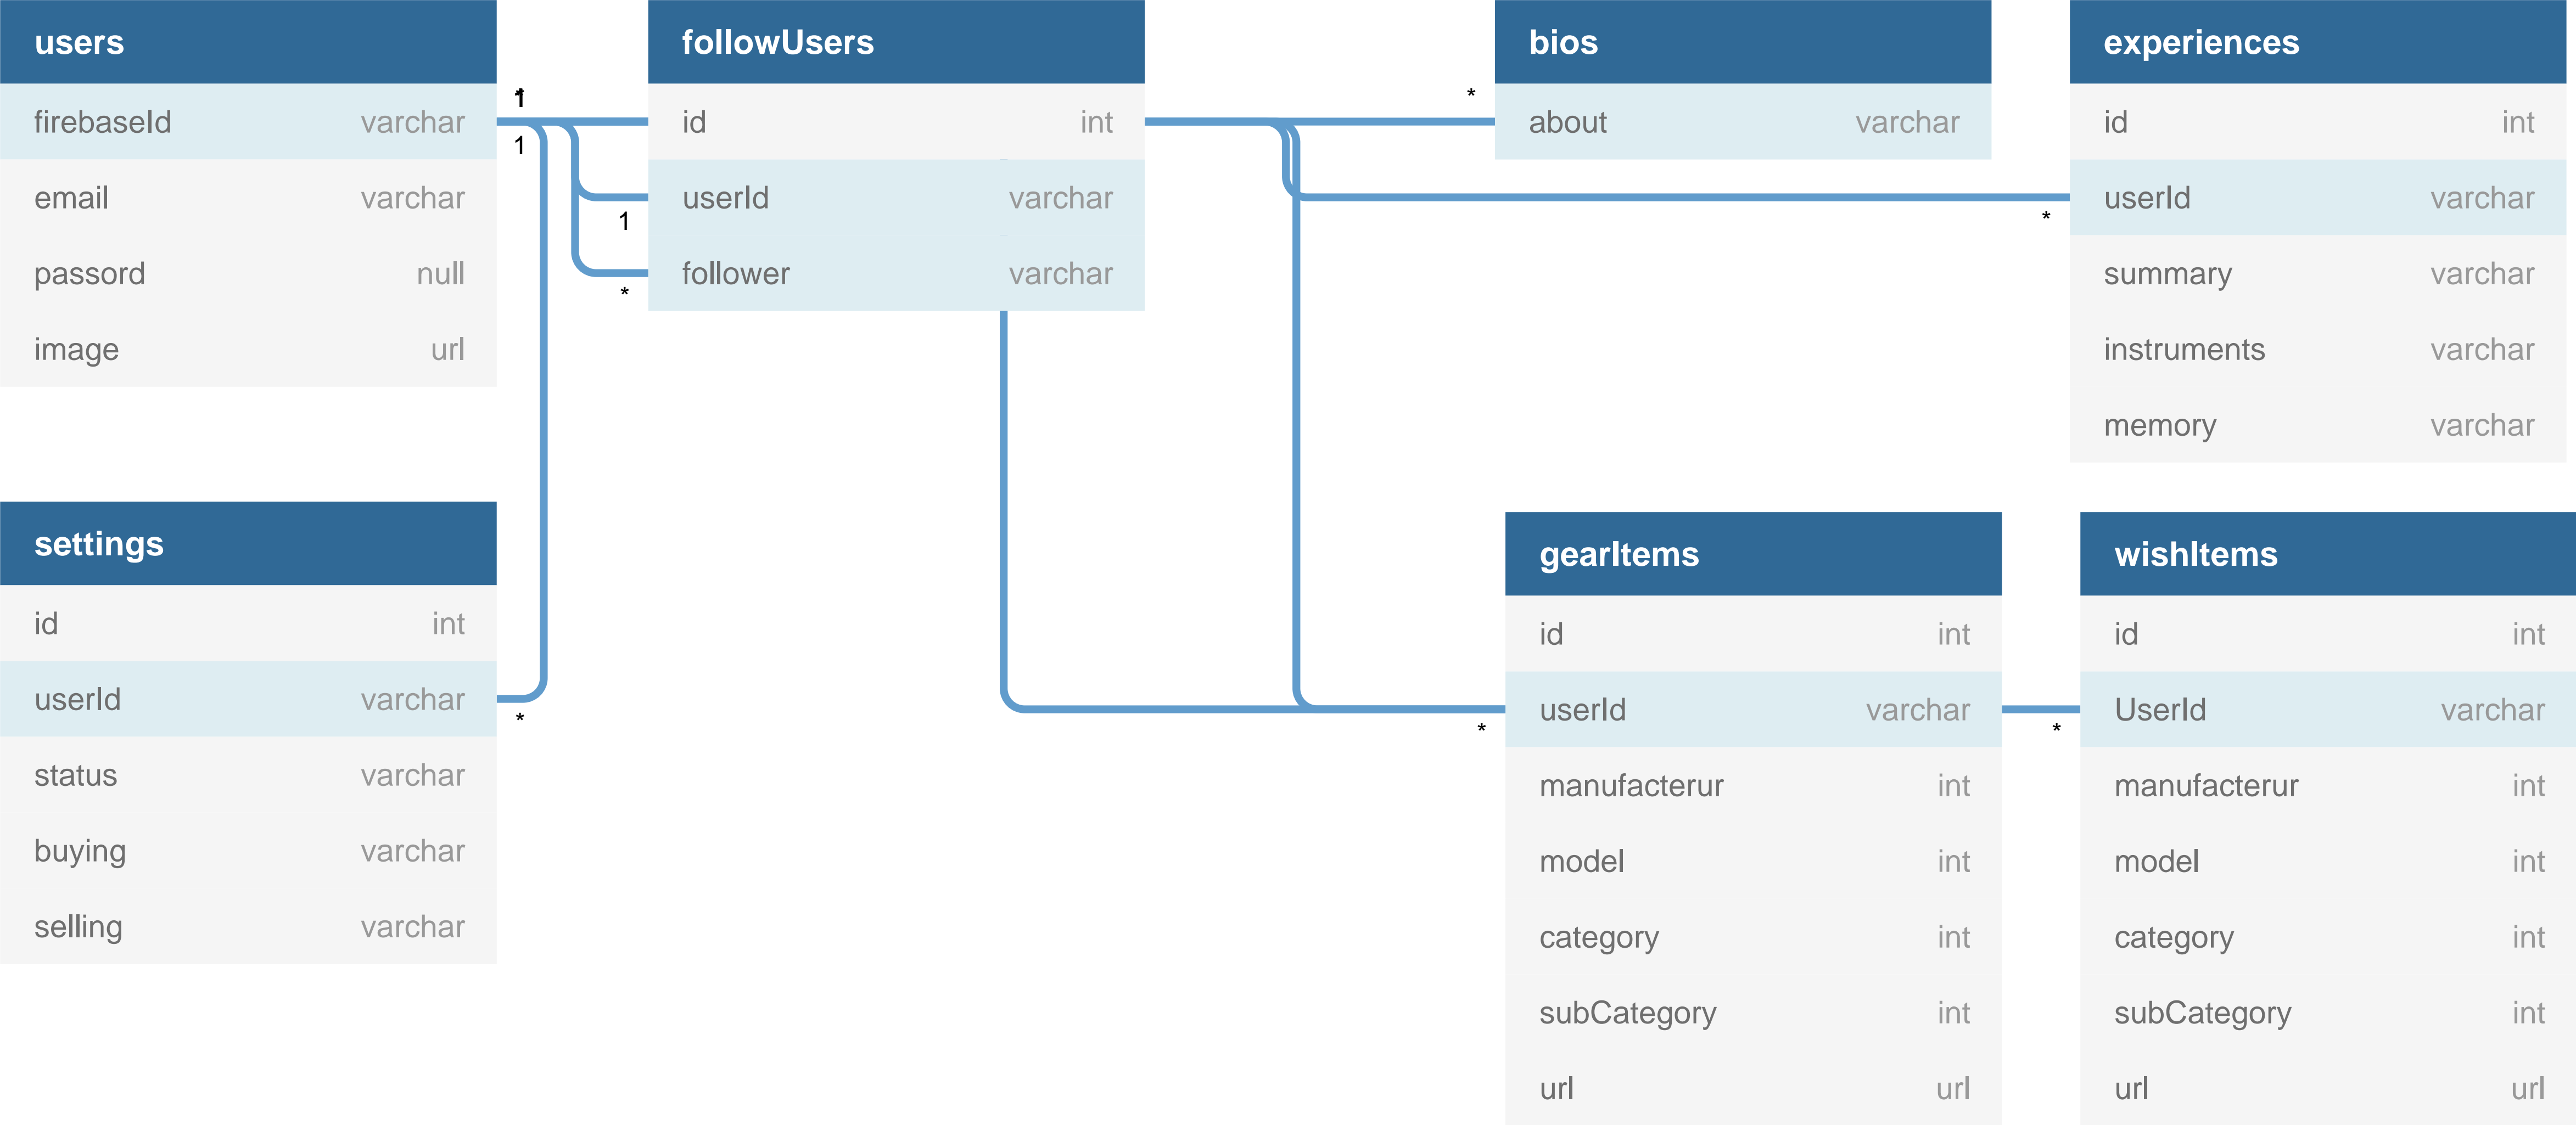 users
firebaseId varchar
email varchar
passord null
image url
1
1
followUsers
id int
userId varchar
follower varchar
1
*
bios
about varchar
*
experiences
id int
userId varchar
summary varchar
instruments varchar
memory varchar
*
settings
id int
userId varchar
status varchar
buying varchar
selling varchar
*
gearItems
id int
userId varchar
manufacterur int
model int
category int
subCategory int
url url
*
wishItems
id int
UserId varchar
manufacterur int
model int
category int
subCategory int
url url
*